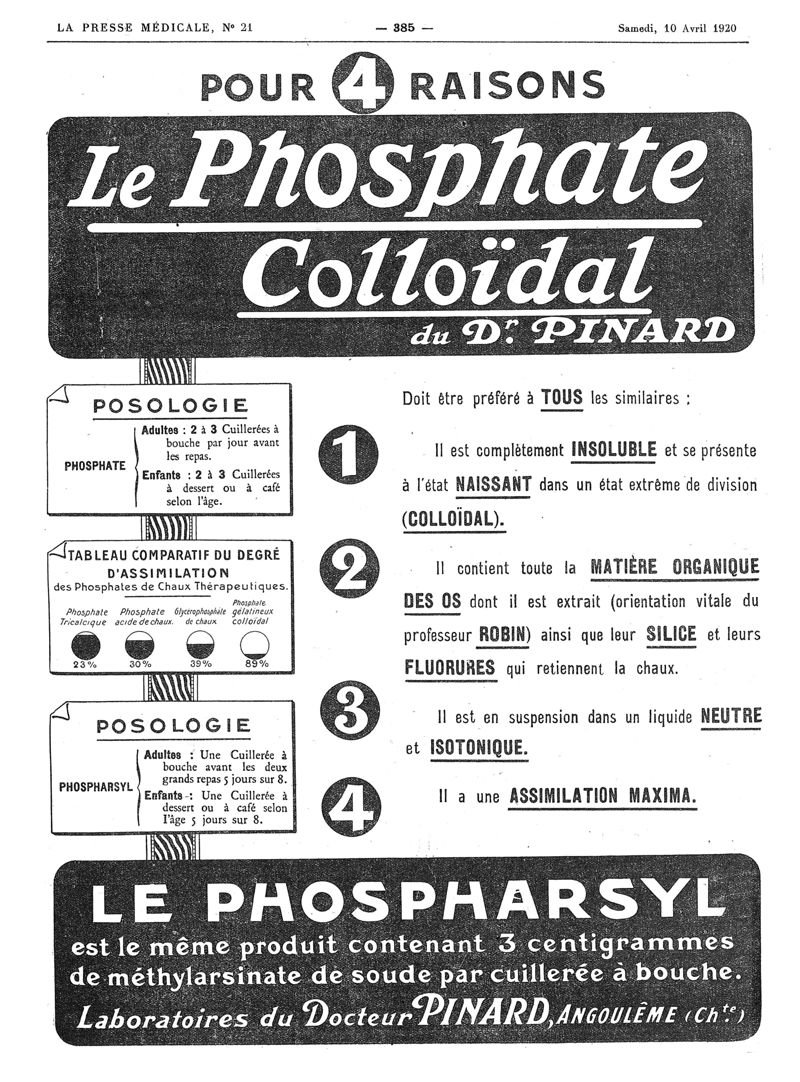 LA PRESSE MÉDICALE, N° 21
— 385 —
Samedi, 10 Avril 1920
POUR 4 RAISONS
Le Phosphate
Colloïdal
du Dr. PINARD
POSOLOGIE
PHOSPHATE
Adultes : 2 à 3 Cuillerées à
bouche par jour avant
les repas.
Enfants : 2 à 3 Cuillerées
à dessert ou à café
selon l'âge.
TABLEAU COMPARATIF DU DEGRÉ
D'ASSIMILATION
des Phosphates de Chaux Thérapeutiques.
Phosphate
Tricalcique
23 %
Phosphate
acide de chaux.
30 %
Glycerophosphate
de chaux.
39 %
Phosphate
gélatineux
colloïdal
89 %
POSOLOGIE
PHOSPHARSYL
Adultes : Une Cuillerée à
bouche avant les deux
grands repas 5 jours sur 8.
Enfants : Une Cuillerée à
dessert ou à café selon
l'âge 5 jours sur 8.
Doit être préféré à TOUS les similaires :
1
Il est complètement INSOLUBLE et se présente
à l'état NAISSANT dans un état extrême de division
(COLLOÏDAL).
2
Il contient toute la MATIÈRE ORGANIQUE
DES OS dont il est extrait (orientation vitale du
professeur ROBIN) ainsi que leur SILICE et leurs
FLUORURES qui retiennent la chaux.
3
Il est en suspension dans un liquide NEUTRE
et ISOTONIQUE.
4
Il a une ASSIMILATION MAXIMA.
LE PHOSPHARSYL
est le même produit contenant 3 centigrammes
de méthylarsinate de soude par cuillerée à bouche.
Laboratoires du Docteur PINARD, ANGOULÊME (Chte.)